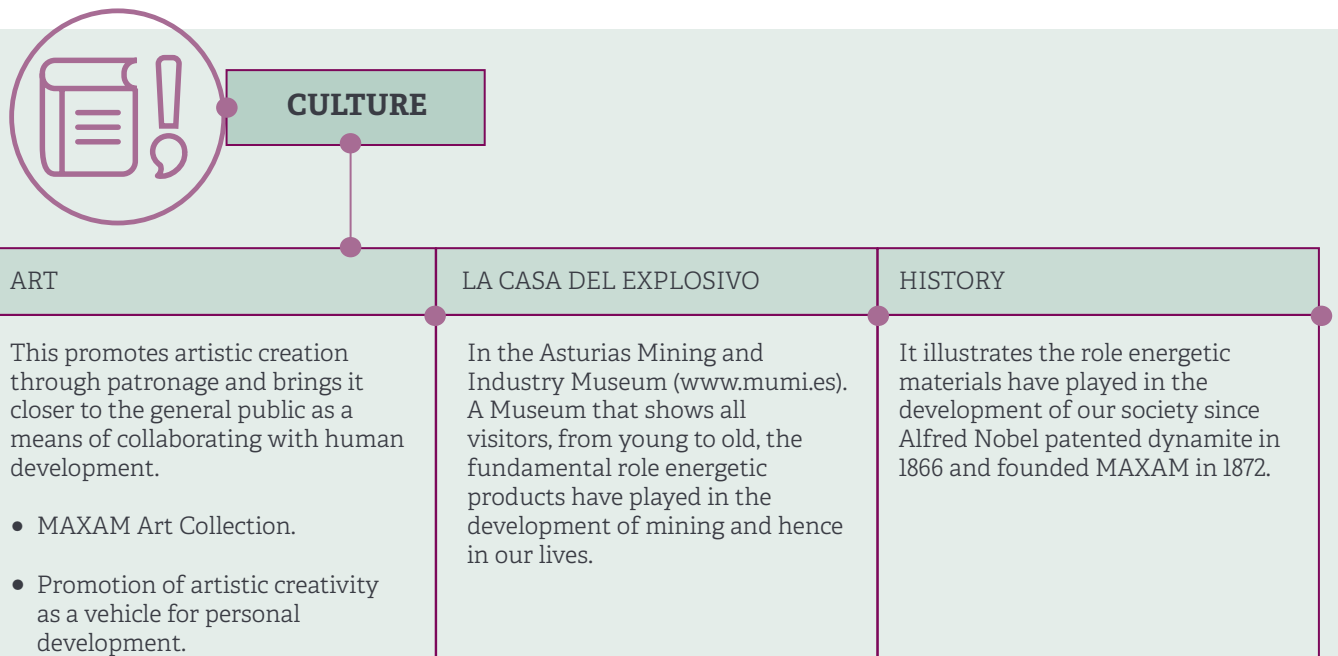 CULTURE
ART
This promotes artistic creation
through patronage and brings it
closer to the general public as a
means of collaborating with human
development.
• MAXAM Art Collection.
• Promotion of artistic creativity
as a vehicle for personal
development.
LA CASA DEL EXPLOSIVO
In the Asturias Mining and
Industry Museum (www.mumi.es).
A Museum that shows all
visitors, from young to old, the
fundamental role energetic
products have played in the
development of mining and hence
in our lives.
HISTORY
It illustrates the role energetic
materials have played in the
development of our society since
Alfred Nobel patented dynamite in
1866 and founded MAXAM in 1872.